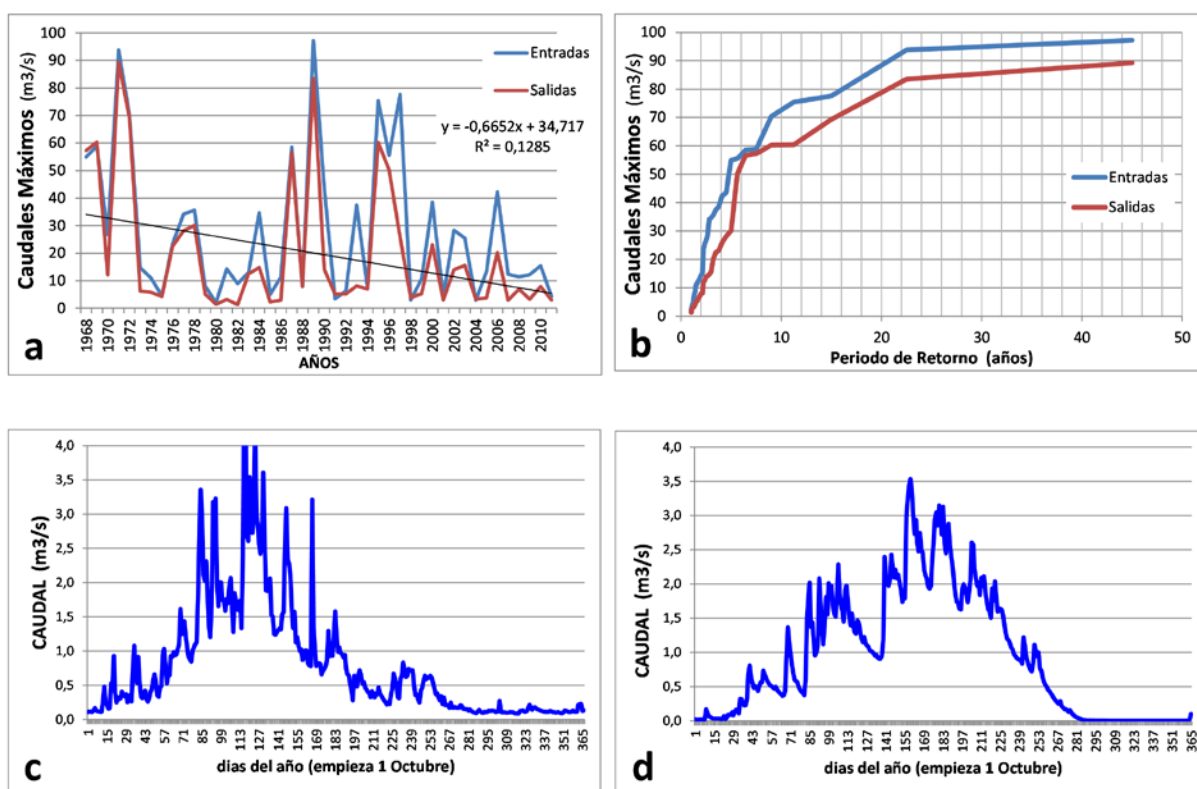 100
90
80
70
60
50
40
30
20
10
0
Caudales Máximos (m3/s)
Entradas
Salidas
y = -0,6652x + 34,717
R² = 0,1285
1968 1970 1972 1974 1976 1978 1980 1982 1984 1986 1988 1990 1992 1994 1996 1998 2000 2002 2004 2006 2008 2010
AÑOS
a
100
90
80
70
60
50
40
30
20
10
0
Caudales Máximos (m3/s)
Entradas
Salidas
0 10 20 30 40 50
Periodo de Retorno (años)
b
4,0
3,5
3,0
2,5
2,0
1,5
1,0
0,5
0,0
CAUDAL (m3/s)
1 15 29 43 57 71 85 99 113 127 141 155 169 183 197 211 225 239 253 267 281 295 309 323 337 351 365
dias del año (empieza 1 Octubre)
c
4,0
3,5
3,0
2,5
2,0
1,5
1,0
0,5
0,0
CAUDAL (m3/s)
1 15 29 43 57 71 85 99 113 127 141 155 169 183 197 211 225 239 253 267 281 295 309 323 337 351 365
dias del año (empieza 1 Octubre)
d